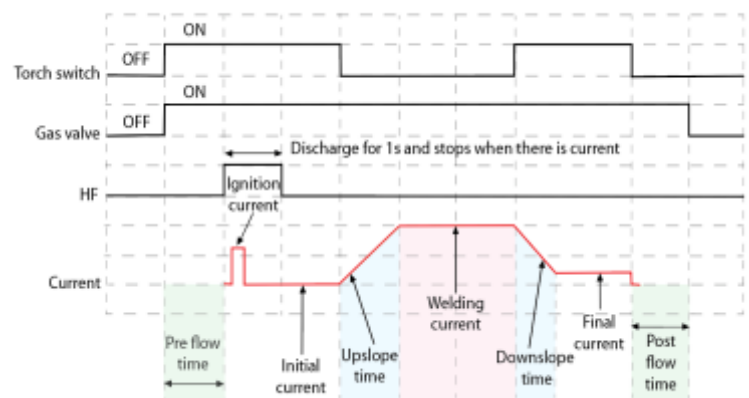 ON
OFF
Torch switch
ON
OFF
Gas valve
Discharge for 1s and stops when there is current
HF
Ignition
current
Current
Pre flow
time
Initial
current
Upslope
time
Welding
current
Downslope
time
Final
current
Post
flow
time